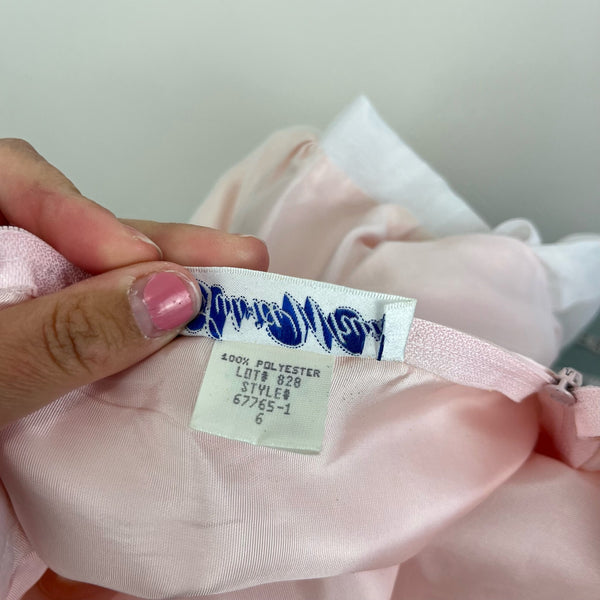 100% POLYESTER
LOT# 828
STYLE#
67765-1
6